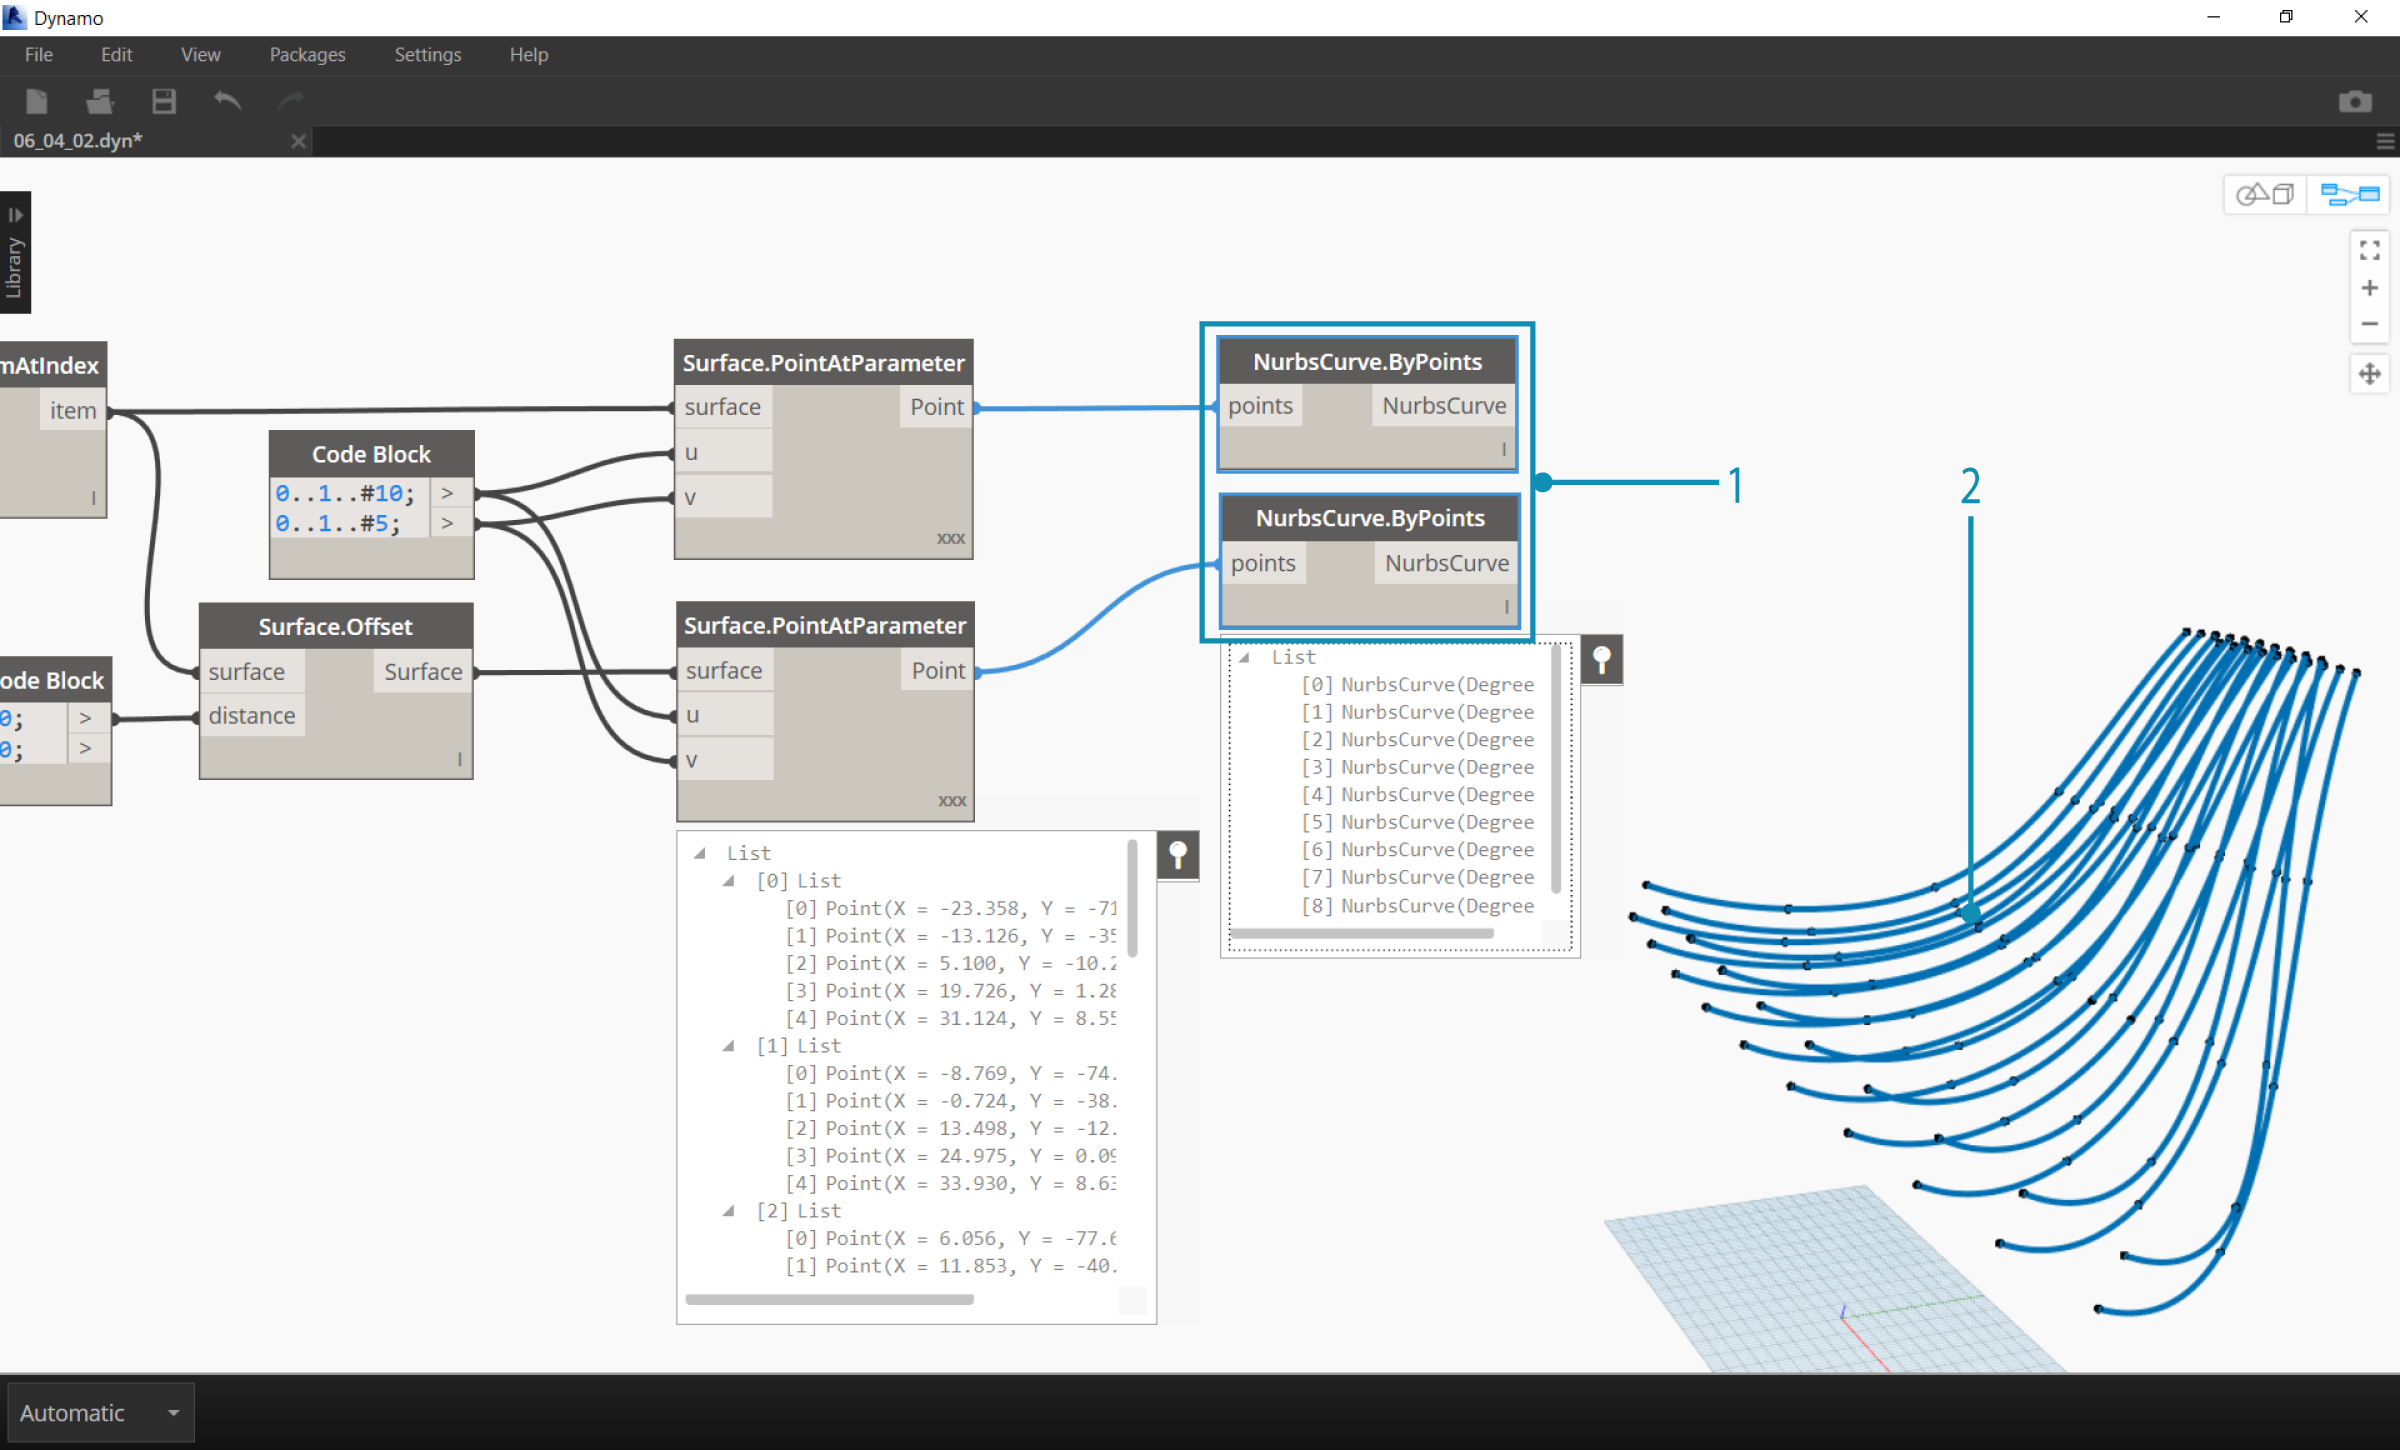 Dynamo
File Edit View Packages Settings Help
06_04_02.dyn*
Library
mAtIndex
item
Code Block
0..1..#10; >
0..1..#5; >
Surface.PointAtParameter
surface Point
u
v
xxx
NurbsCurve.ByPoints
points NurbsCurve
NurbsCurve.ByPoints
points NurbsCurve
1
2
Surface.Offset
surface Surface
distance
ode Block
0; >
0; >
Surface.PointAtParameter
surface Point
u
v
xxx
List
[0] NurbsCurve(Degree
[1] NurbsCurve(Degree
[2] NurbsCurve(Degree
[3] NurbsCurve(Degree
[4] NurbsCurve(Degree
[5] NurbsCurve(Degree
[6] NurbsCurve(Degree
[7] NurbsCurve(Degree
[8] NurbsCurve(Degree
List
[0] List
[0] Point(X = -23.358, Y = -71
[1] Point(X = -13.126, Y = -35
[2] Point(X = 5.100, Y = -10.2
[3] Point(X = 19.726, Y = 1.28
[4] Point(X = 31.124, Y = 8.55
[1] List
[0] Point(X = -8.769, Y = -74.
[1] Point(X = -0.724, Y = -38.
[2] Point(X = 13.498, Y = -12.
[3] Point(X = 24.975, Y = 0.09
[4] Point(X = 33.930, Y = 8.63
[2] List
[0] Point(X = 6.056, Y = -77.6
[1] Point(X = 11.853, Y = -40.
Automatic